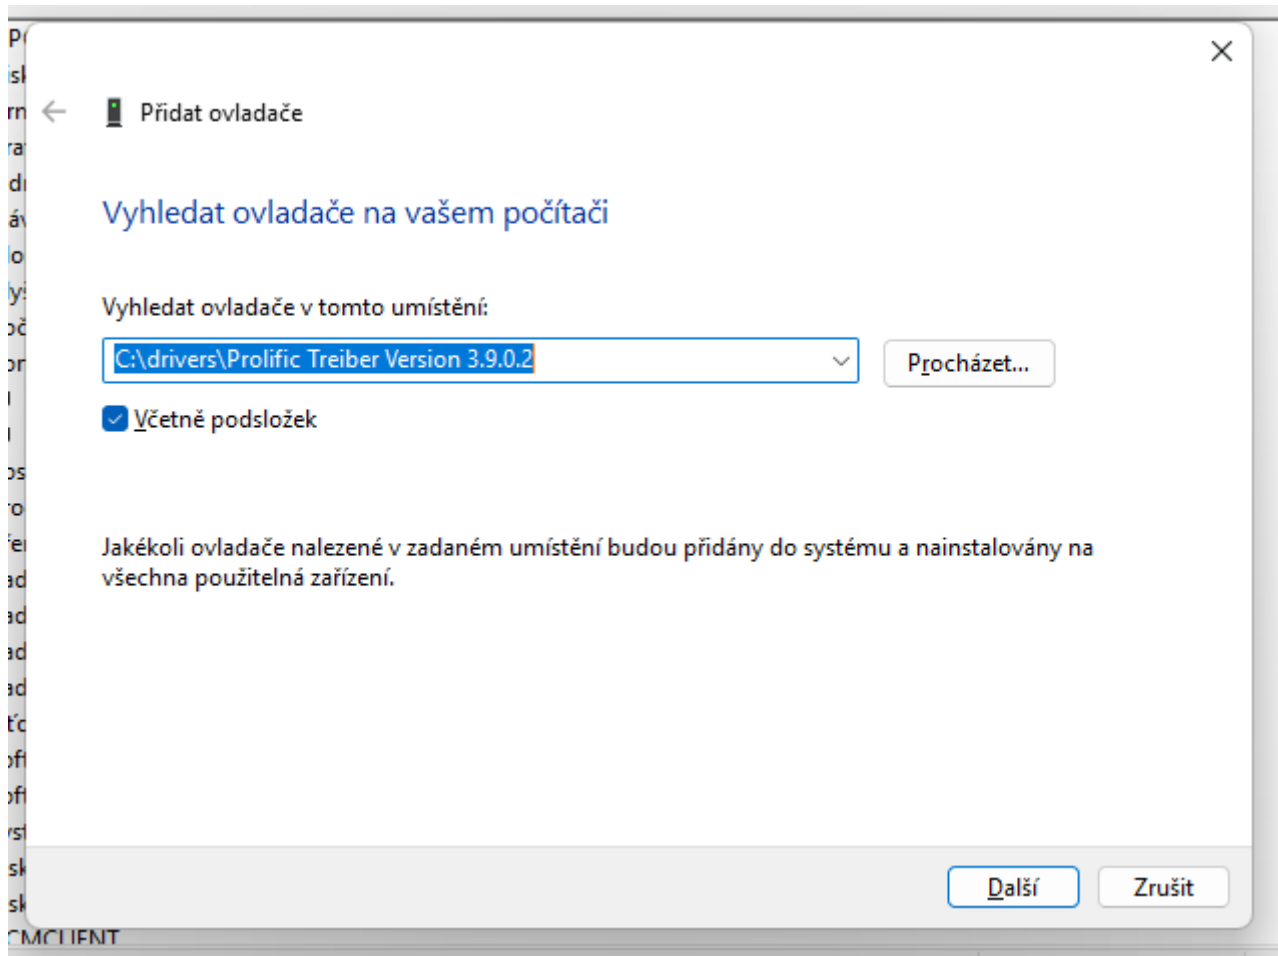 Přidat ovladače
Vyhledat ovladače na vašem počítači
Vyhledat ovladače v tomto umístění:
C:\drivers\Prolific Treiber Version 3.9.0.2
Procházet...
Včetně podsložek
Jakékoli ovladače nalezené v zadaném umístění budou přidány do systému a nainstalovány na
všechna použitelná zařízení.
Další
Zrušit